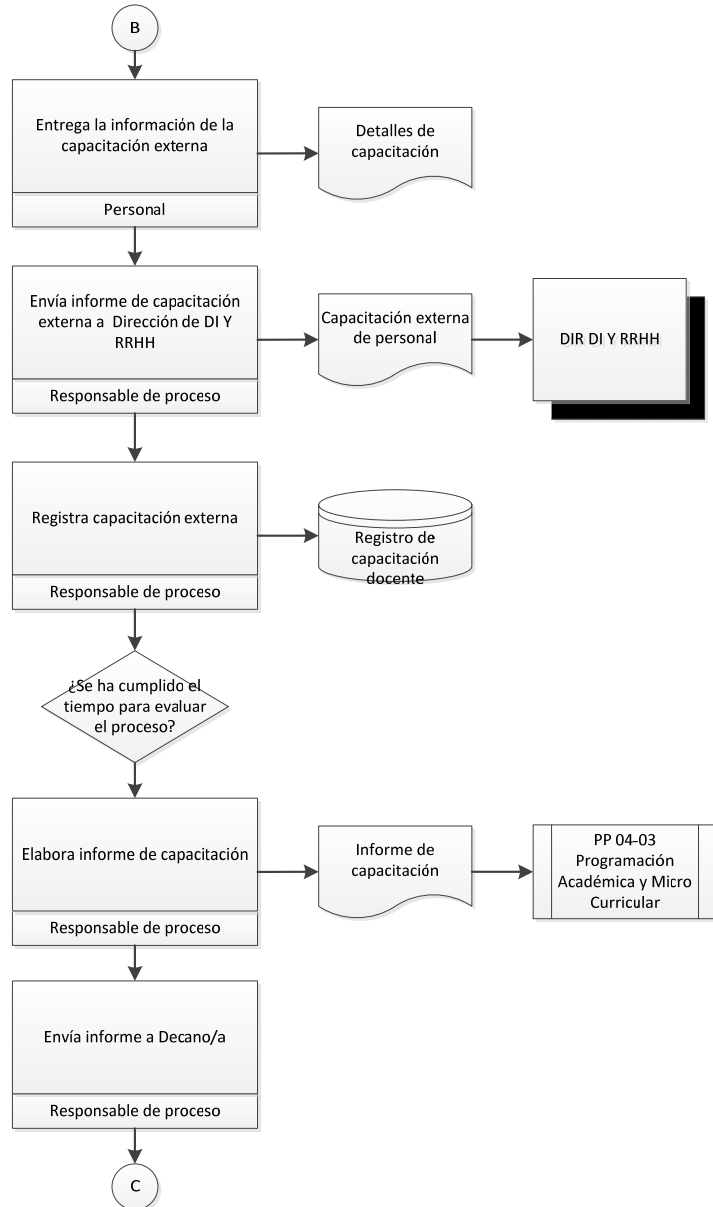 B
Entrega la información de la
capacitación externa
Personal
Detalles de
capacitación
Envía informe de capacitación
externa a Dirección de DI Y
RRHH
Responsable de proceso
Capacitación externa
de personal
DIR DI Y RRHH
Registra capacitación externa
Responsable de proceso
Registro de
capacitación
docente
¿Se ha cumplido el
tiempo para evaluar
el proceso?
Elabora informe de capacitación
Responsable de proceso
Informe de
capacitación
PP 04-03
Programación
Académica y Micro
Curricular
Envía informe a Decano/a
Responsable de proceso
C